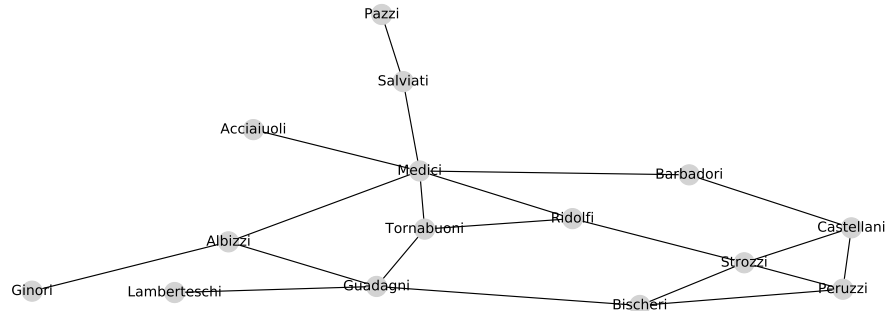 Pazzi
Salviati
Acciaiuoli
Medici
Barbadori
Ridolfi
Castellani
Tornabuoni
Albizzi
Strozzi
Guadagni
Peruzzi
Ginori
Lamberteschi
Bischeri